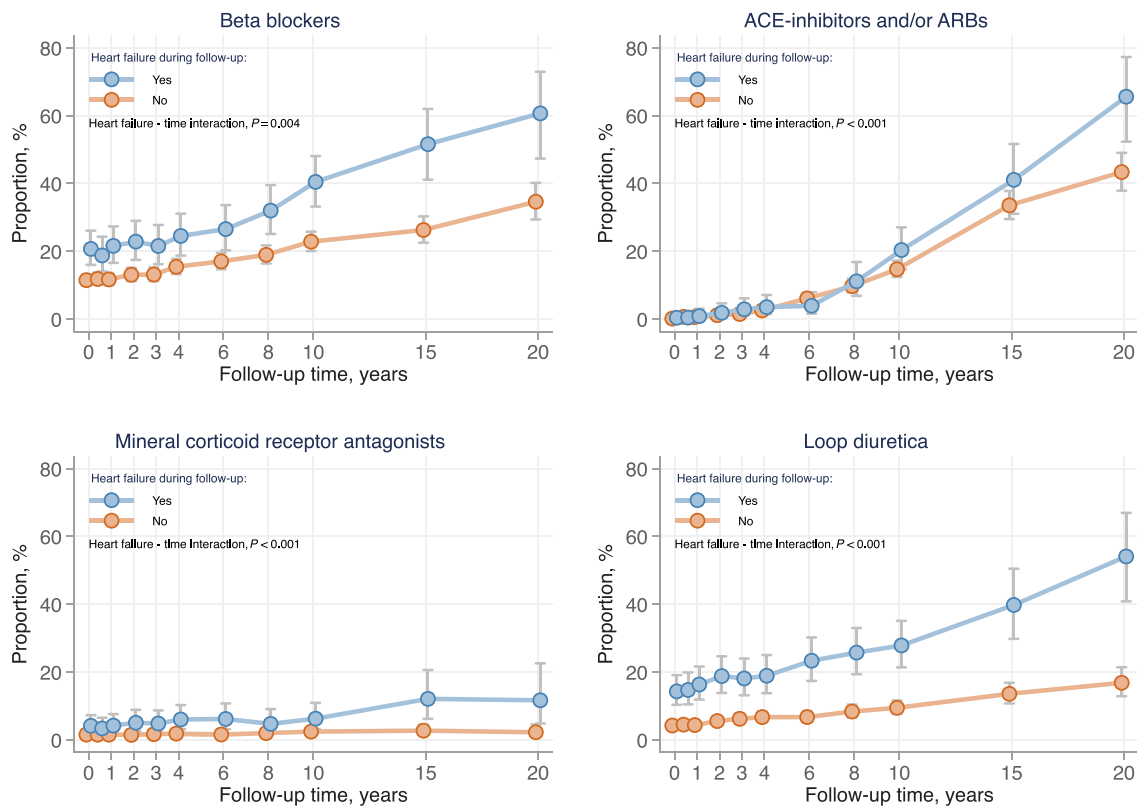 Beta blockers
80
60
40
20
0
Proportion, %
Heart failure during follow-up:
Yes
No
Heart failure - time interaction, P = 0.004
0 1 2 3 4 6 8 10 15 20
Follow-up time, years
ACE-inhibitors and/or ARBs
80
60
40
20
0
Proportion, %
Heart failure during follow-up:
Yes
No
Heart failure - time interaction, P < 0.001
0 1 2 3 4 6 8 10 15 20
Follow-up time, years
Mineral corticoid receptor antagonists
80
60
40
20
0
Proportion, %
Heart failure during follow-up:
Yes
No
Heart failure - time Interaction, P < 0.001
0 1 2 3 4 6 8 10 15 20
Follow-up time, years
Loop diuretica
80
60
40
20
0
Proportion, %
Heart failure during follow-up:
Yes
No
Heart failure - time interaction, P < 0.001
0 1 2 3 4 6 8 10 15 20
Follow-up time, years